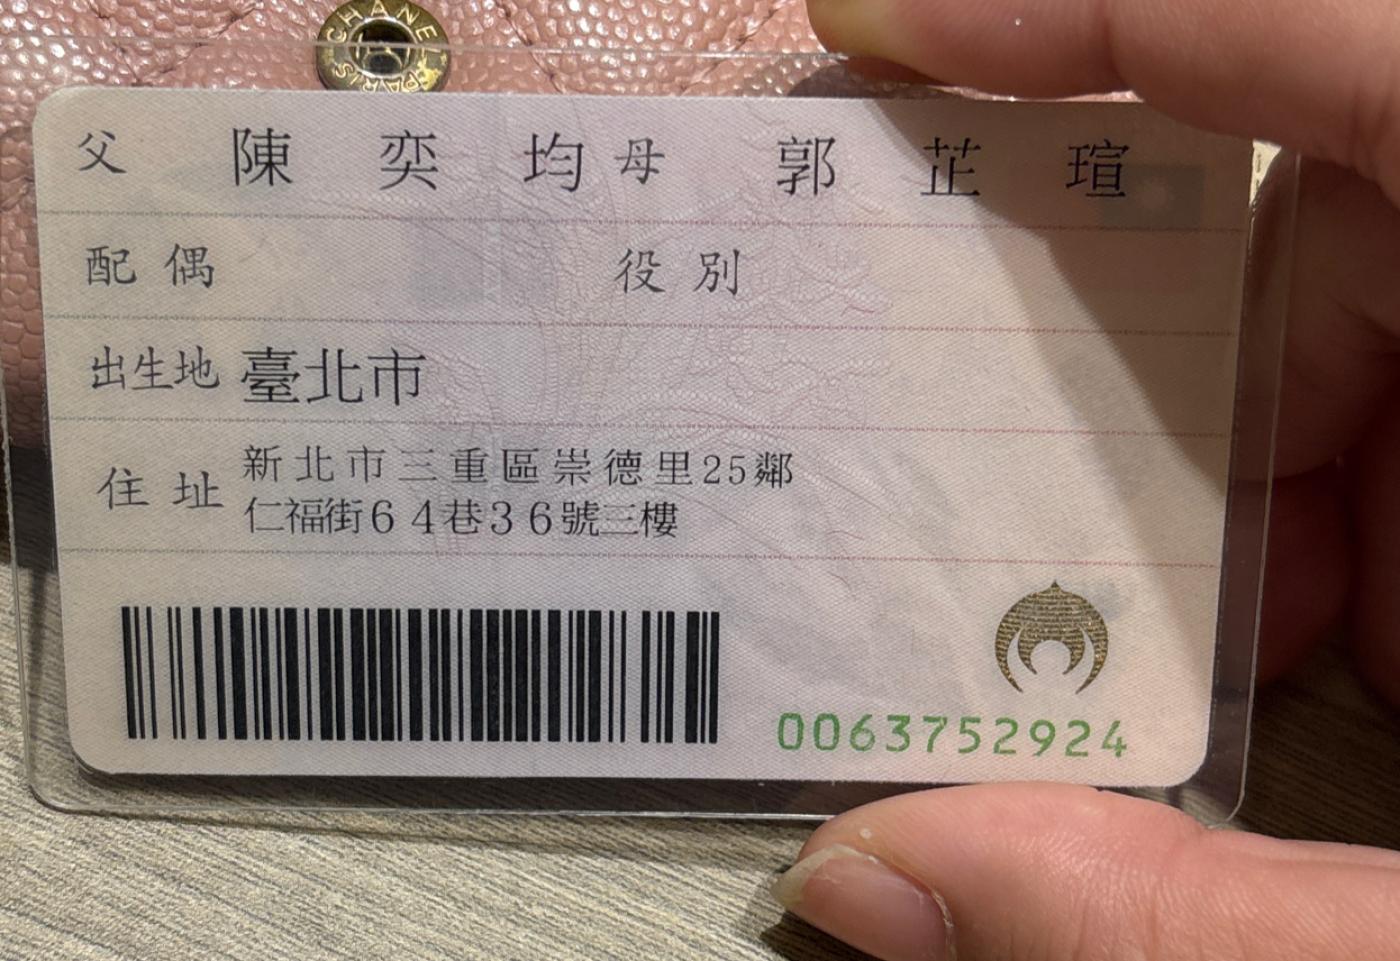 CHANEL PARIS
父 陳奕均 母 郭芷瑄
配偶 役別
出生地 臺北市
住址 新北市三重區崇德里25鄰
仁福街64巷36號三樓
0063752924